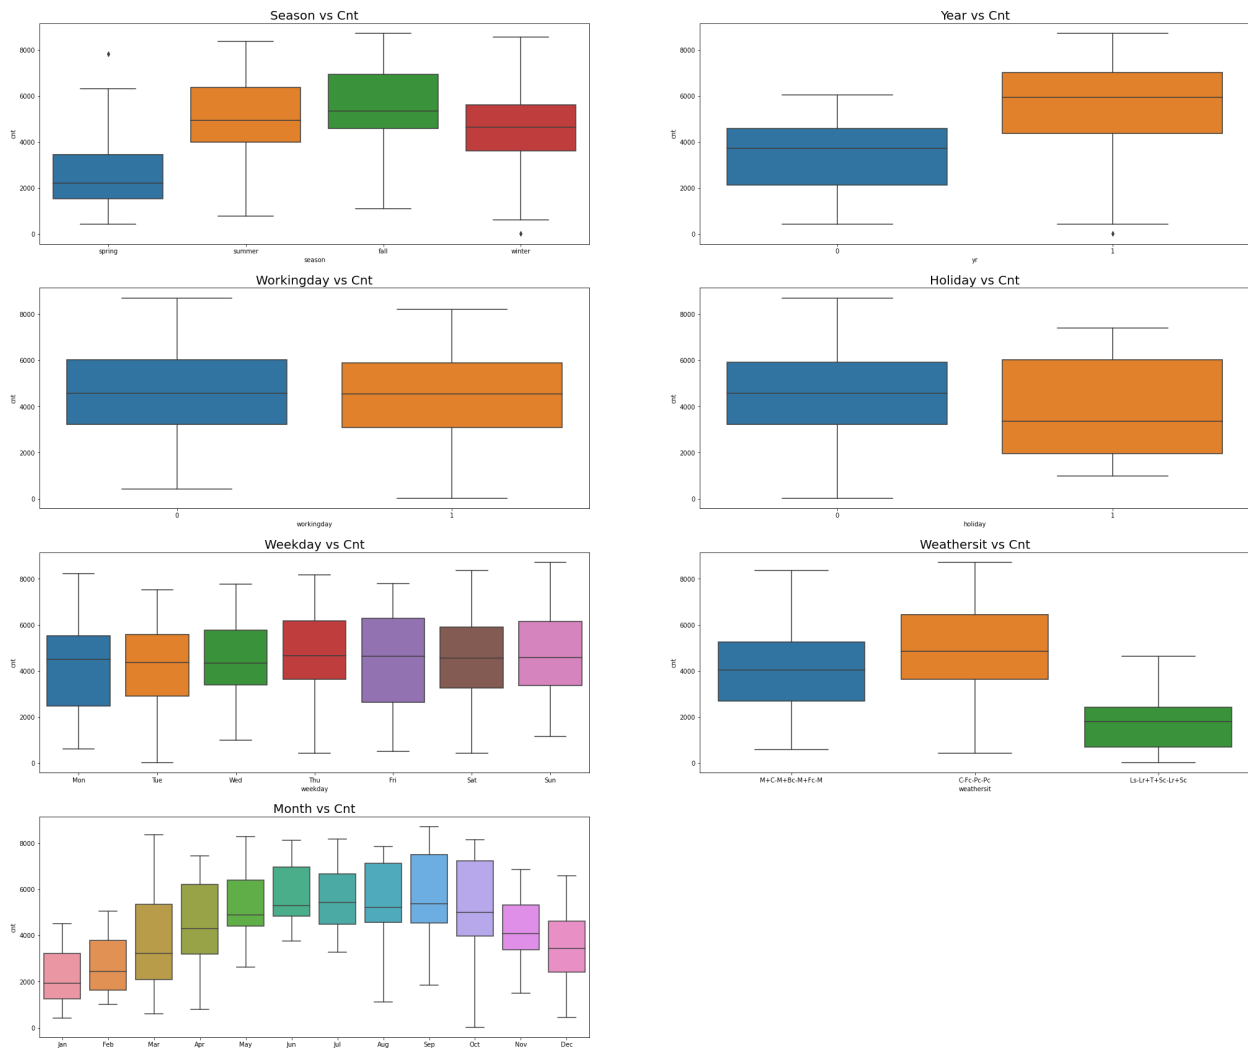 Season vs Cnt
8000
6000
cnt
4000
2000
0
spring summer fall winter
season
Year vs Cnt
8000
6000
cnt
4000
2000
0
0 1
yr
Workingday vs Cnt
8000
6000
cnt
4000
2000
0
0 1
workingday
Holiday vs Cnt
8000
6000
cnt
4000
2000
0
0 1
holiday
Weekday vs Cnt
8000
6000
cnt
4000
2000
0
Mon Tue Wed Thu Fri Sat Sun
weekday
Weathersit vs Cnt
8000
6000
cnt
4000
2000
0
M+C-M+Bc-M+Fc-M C-Fc-Pc-Pc Ls-Lr+T+Sc-Lr+Sc
weathersit
Month vs Cnt
8000
6000
cnt
4000
2000
0
Jan Feb Mar Apr May Jun Jul Aug Sep Oct Nov Dec